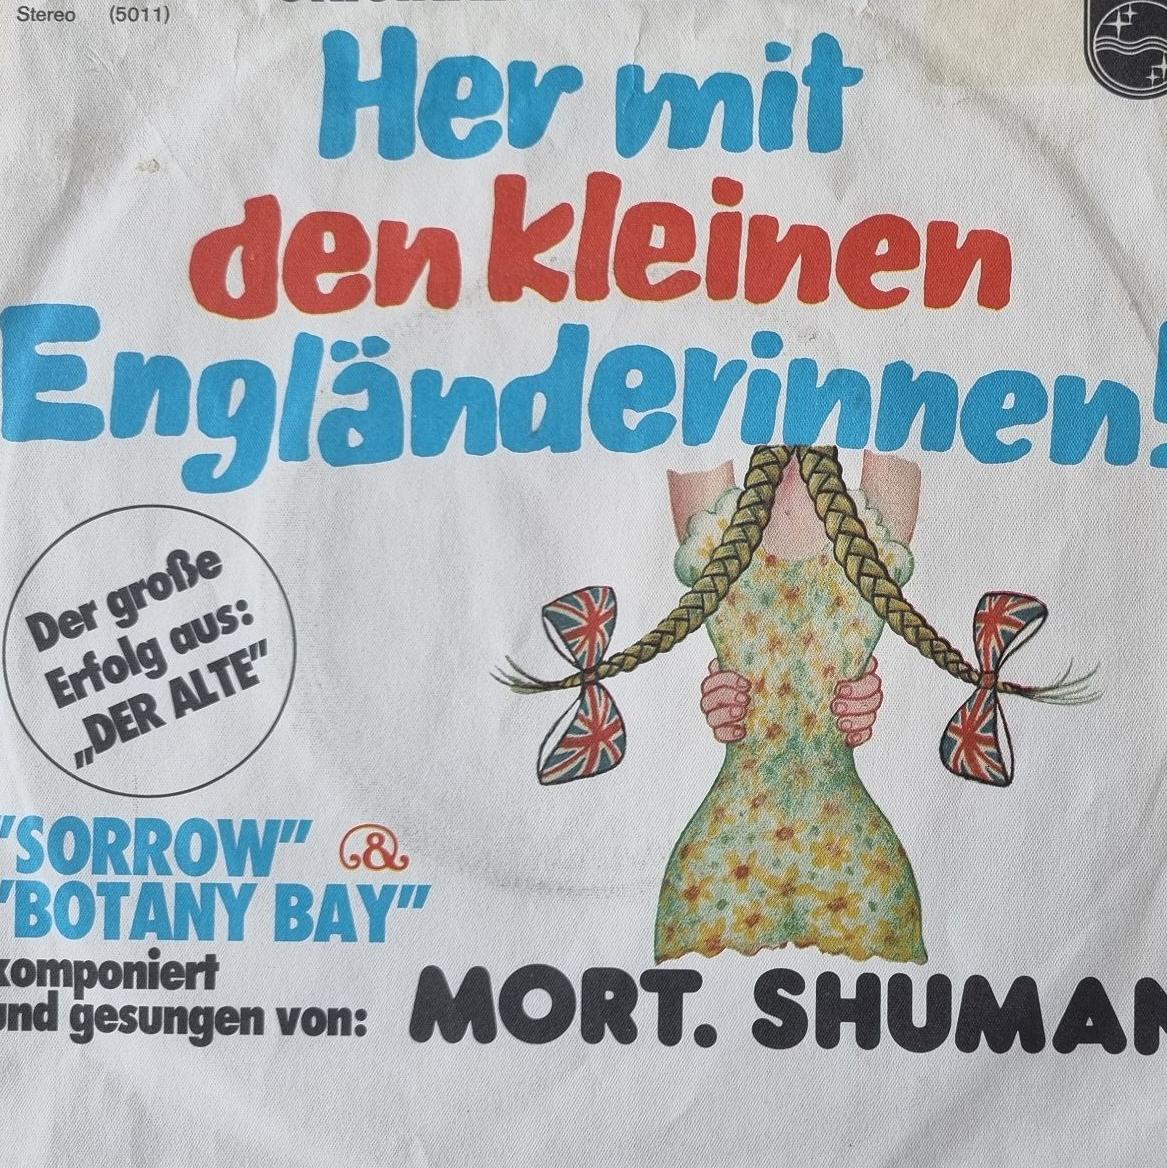 Stereo (5011)
Her mit
den kleinen
Engländerinnen!
Der große
Erfolg aus:
„DER ALTE”
"SORROW" &
"BOTANY BAY"
komponiert
und gesungen von:
MORT. SHUMAN